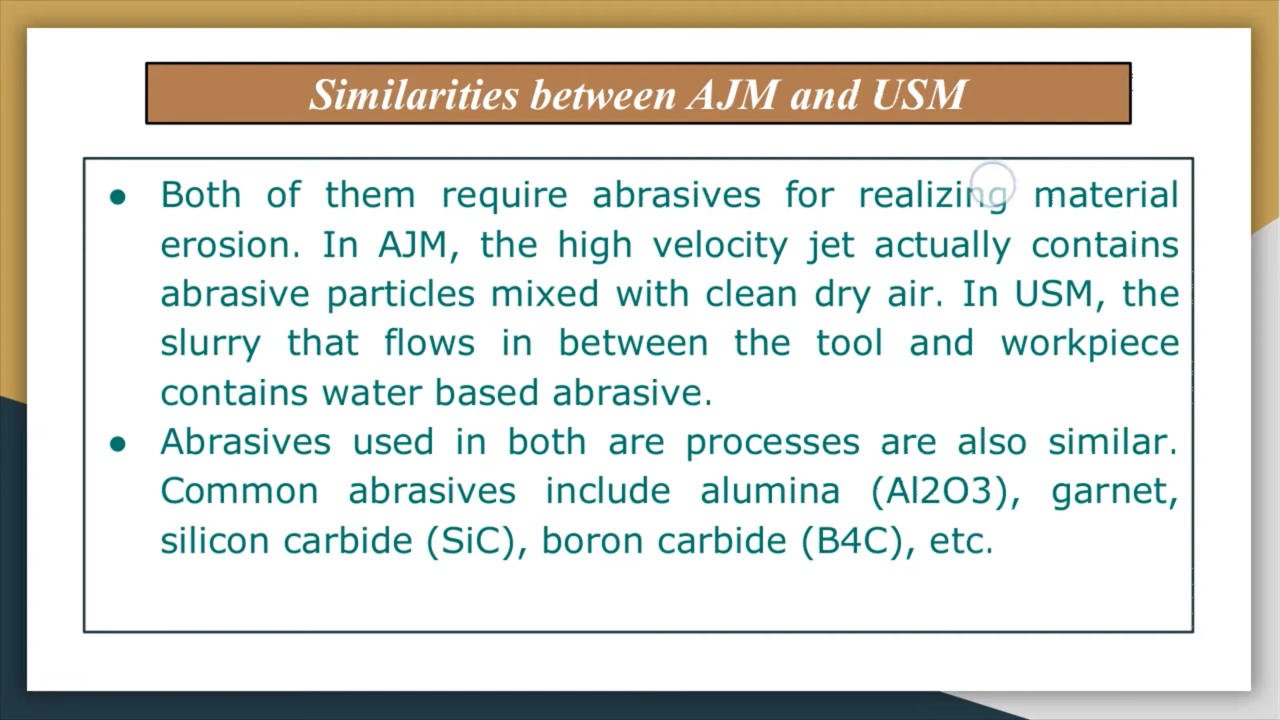 Similarities between AJM and USM
● Both of them require abrasives for realizing material
erosion. In AJM, the high velocity jet actually contains
abrasive particles mixed with clean dry air. In USM, the
slurry that flows in between the tool and workpiece
contains water based abrasive.
● Abrasives used in both are processes are also similar.
Common abrasives include alumina (Al2O3), garnet,
silicon carbide (SiC), boron carbide (B4C), etc.